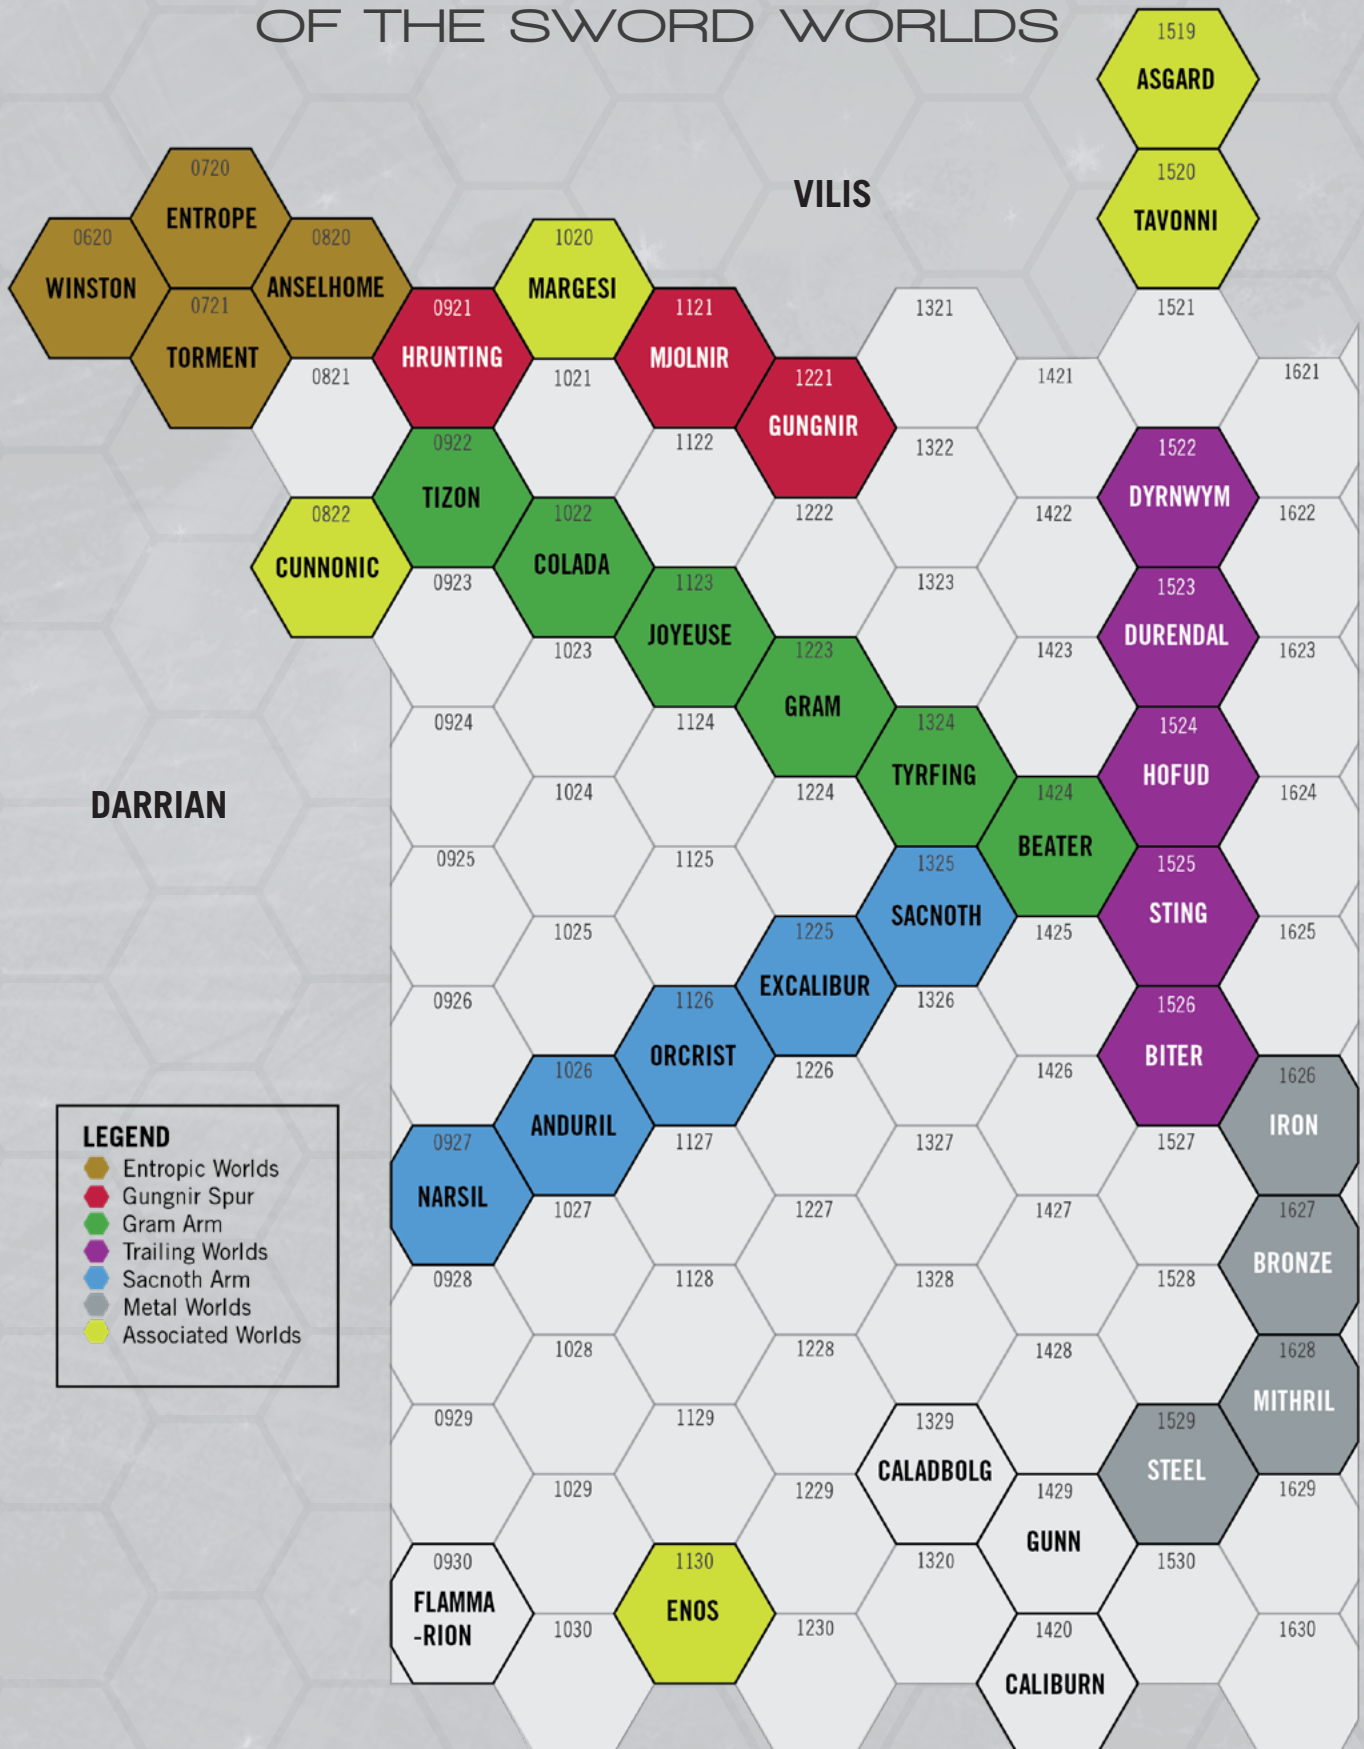 OF THE SWORD WORLDS
1519
ASGARD
1520
TAVONNI
VILIS
0720
ENTROPE
0620
WINSTON
0820
ANSELHOME
0721
TORMENT
1020
MARGESI
0921
HRUNTING
1121
MJOLNIR
1321
1521
0821
1021
1221
GUNGNIR
1421
1621
0922
TIZON
1122
1322
1522
DYRNWYM
0822
CUNNONIC
1022
COLADA
1222
1422
1622
0923
1123
JOYEUSE
1323
1523
DURENDAL
1023
1223
GRAM
1423
1623
0924
1124
1324
TYRFING
1524
HOFUD
DARRIAN
1024
1224
1424
BEATER
1624
0925
1125
1325
SACNOTH
1525
STING
1025
1225
EXCALIBUR
1425
1625
0926
1126
ORCRIST
1326
1526
BITER
1026
ANDURIL
1226
1426
1626
IRON
0927
NARSIL
1127
1327
1527
1027
1227
1427
1627
BRONZE
0928
1128
1328
1528
1028
1228
1428
1628
MITHRIL
0929
1129
1329
CALADBOLG
1529
STEEL
1029
1229
1429
GUNN
1629
0930
FLAMMA
-RION
1130
ENOS
1320
1530
1030
1230
1420
CALIBURN
1630
LEGEND
Entropic Worlds
Gungnir Spur
Gram Arm
Trailing Worlds
Sacnoth Arm
Metal Worlds
Associated Worlds